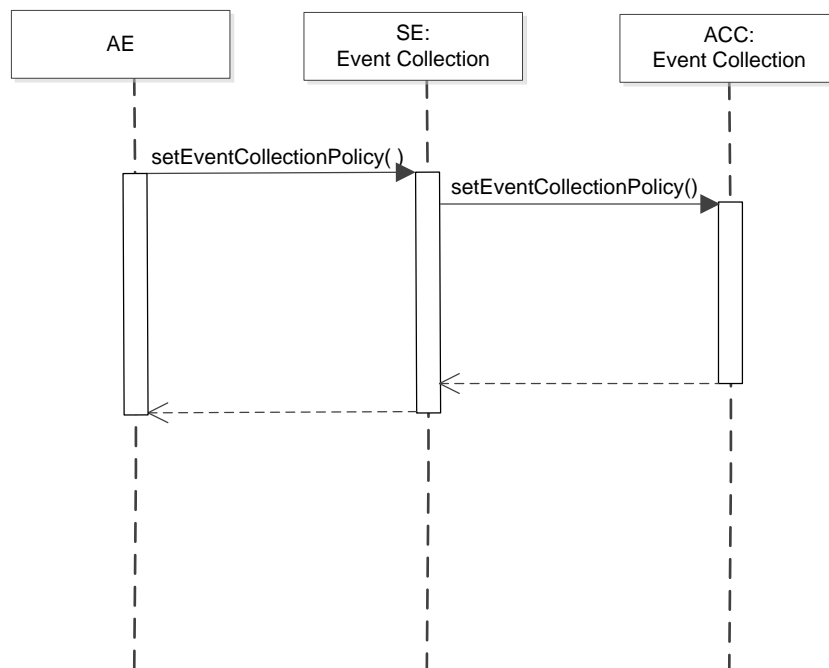 AE
SE:
Event Collection
ACC:
Event Collection
setEventCollectionPolicy( )
setEventCollectionPolicy()